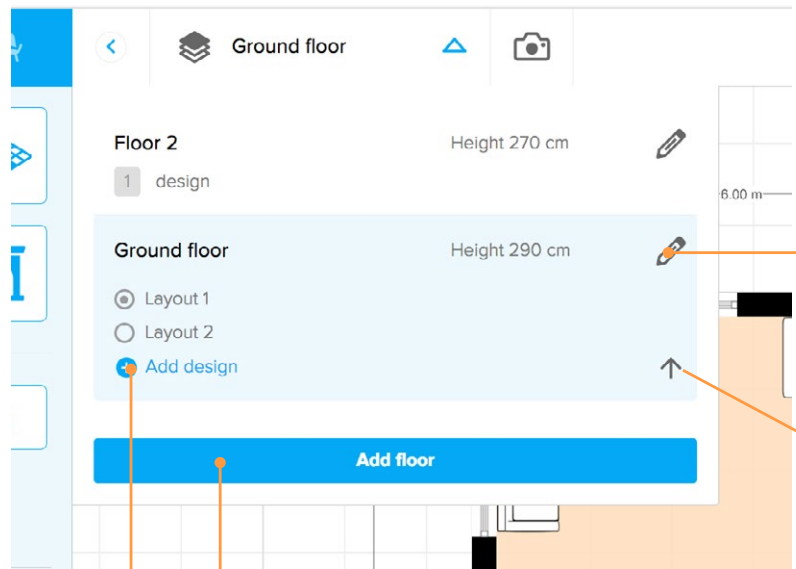 Ground floor
Floor 2
Height 270 cm
1 design
6.00 m
Ground floor
Height 290 cm
Layout 1
Layout 2
Add design
Add floor